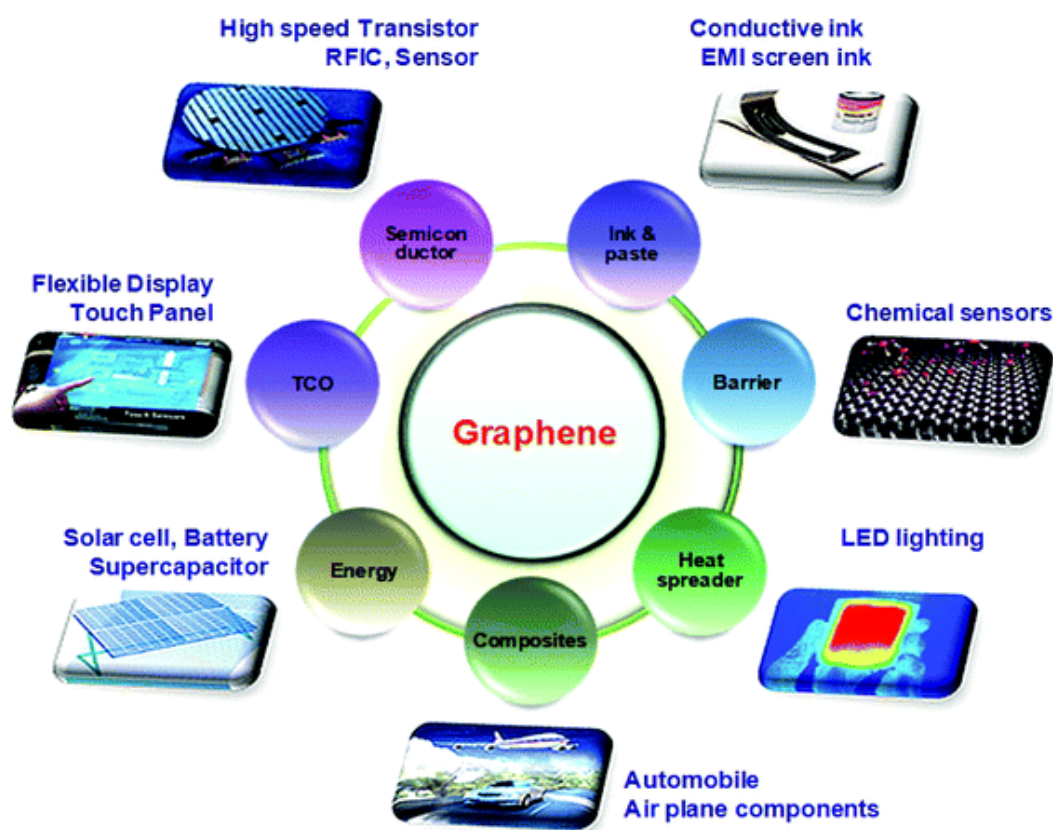 High speed Transistor
RFIC, Sensor
Conductive ink
EMI screen ink
Semicon
ductor
Ink &
paste
Flexible Display
Touch Panel
TCO
Chemical sensors
Barrier
Graphene
Solar cell, Battery
Supercapacitor
Energy
Heat
spreader
LED lighting
Composites
Automobile
Air plane components